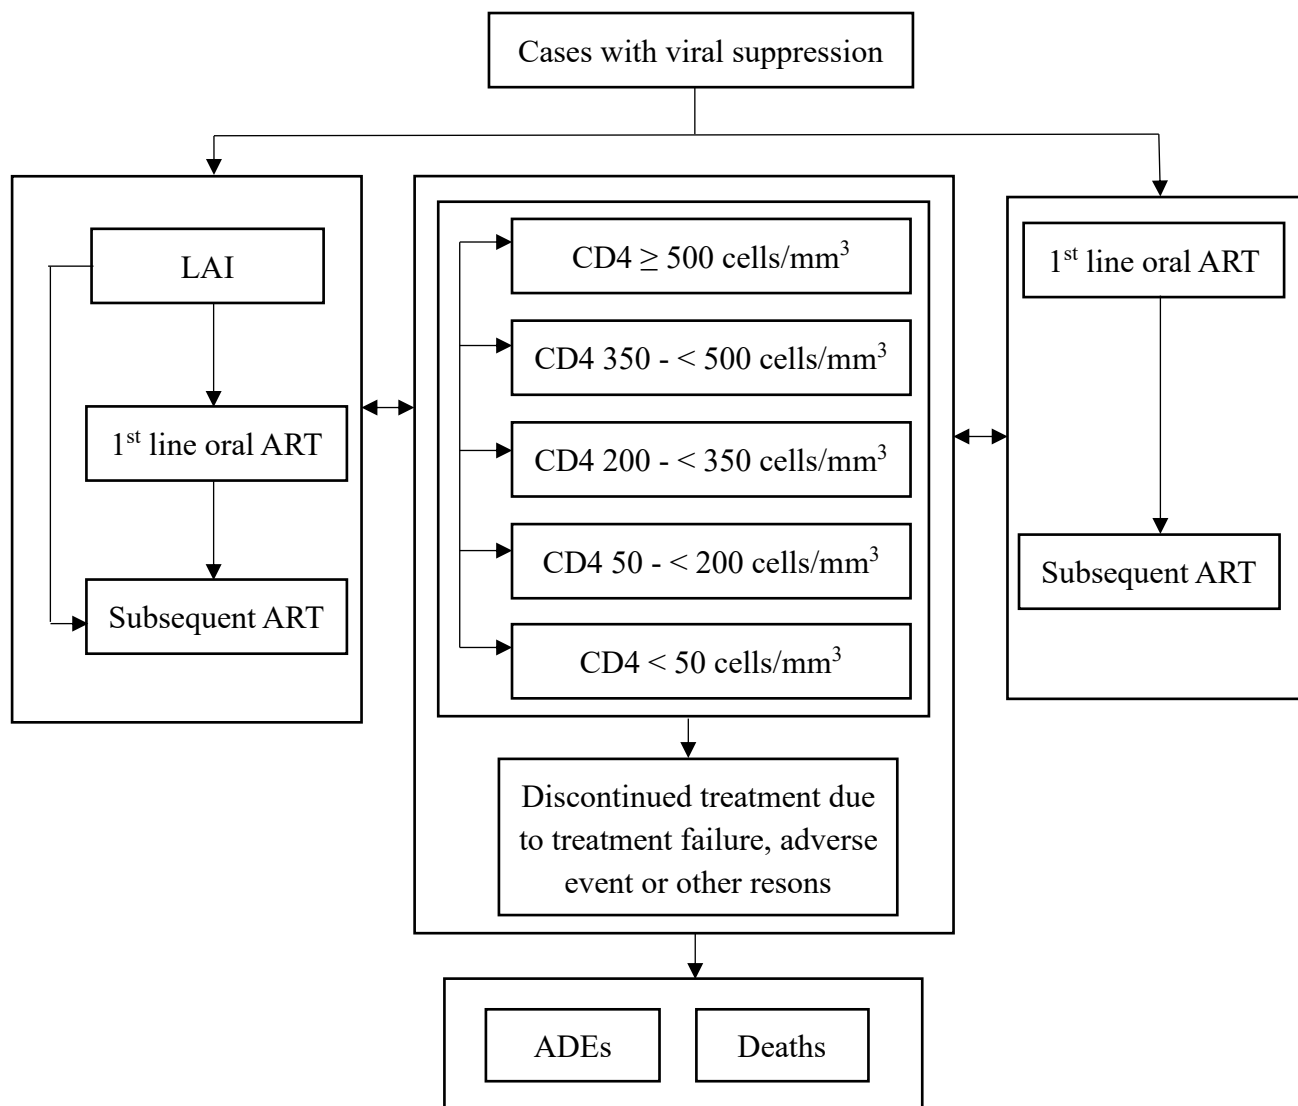 Cases with viral suppression
LAI
1st line oral ART
Subsequent ART
CD4 ≥ 500 cells/mm3
CD4 350 - < 500 cells/mm3
CD4 200 - < 350 cells/mm3
CD4 50 - < 200 cells/mm3
CD4 < 50 cells/mm3
Discontinued treatment due
to treatment failure, adverse
event or other resons
1st line oral ART
Subsequent ART
ADEs
Deaths